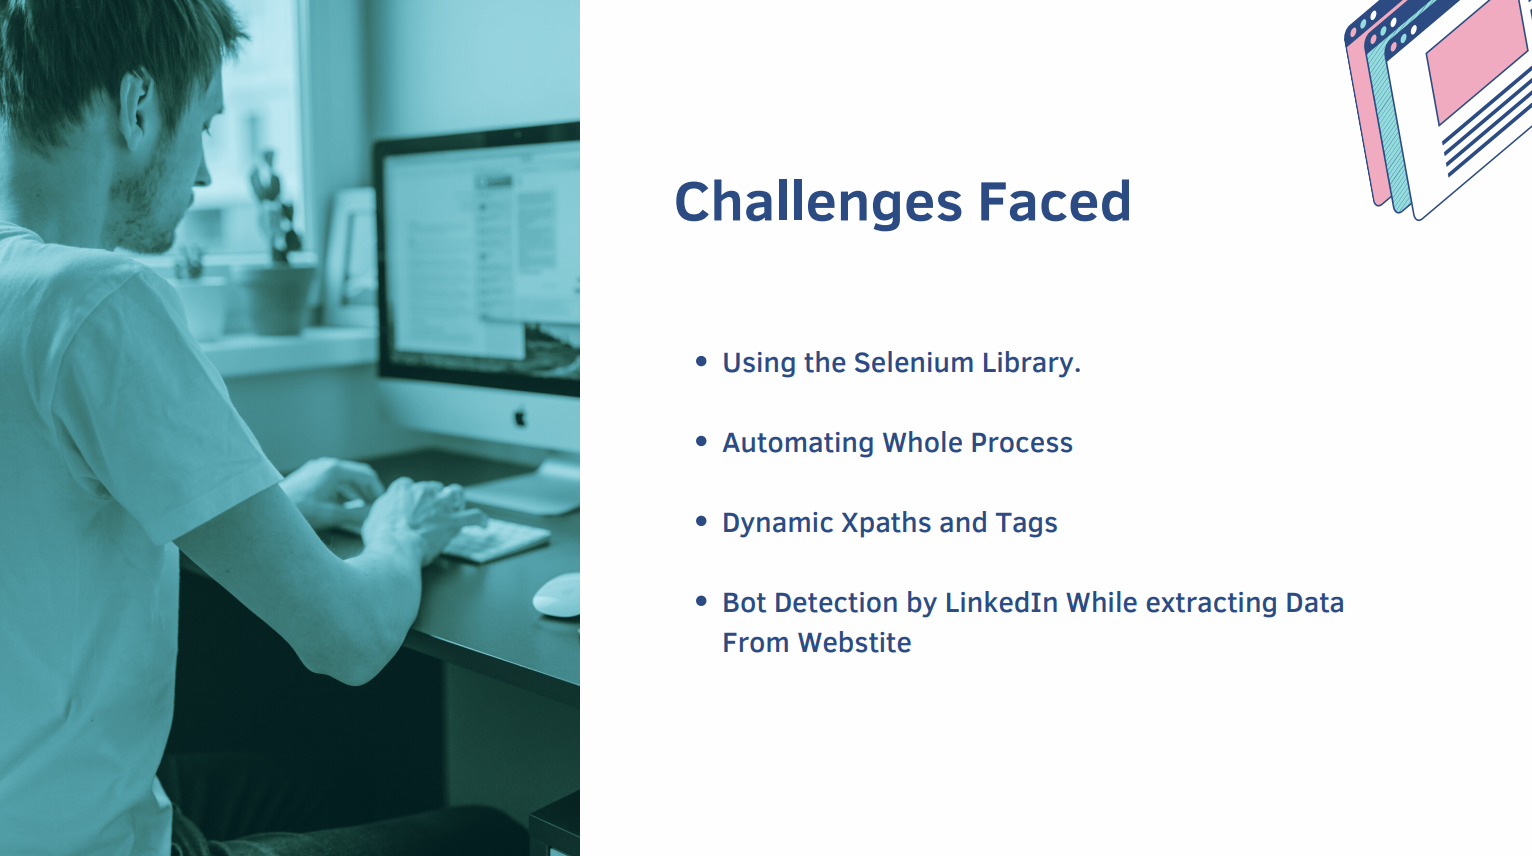 Challenges Faced
• Using the Selenium Library.
• Automating Whole Process
• Dynamic Xpaths and Tags
• Bot Detection by LinkedIn While extracting Data
From Webstite